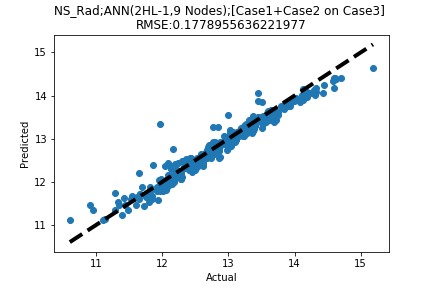 NS_Rad;ANN(2HL-1,9 Nodes);[Case1+Case2 on Case3]
RMSE:0.1778955636221977
15
14
13
12
11
Predicted
11
12
13
14
15
Actual